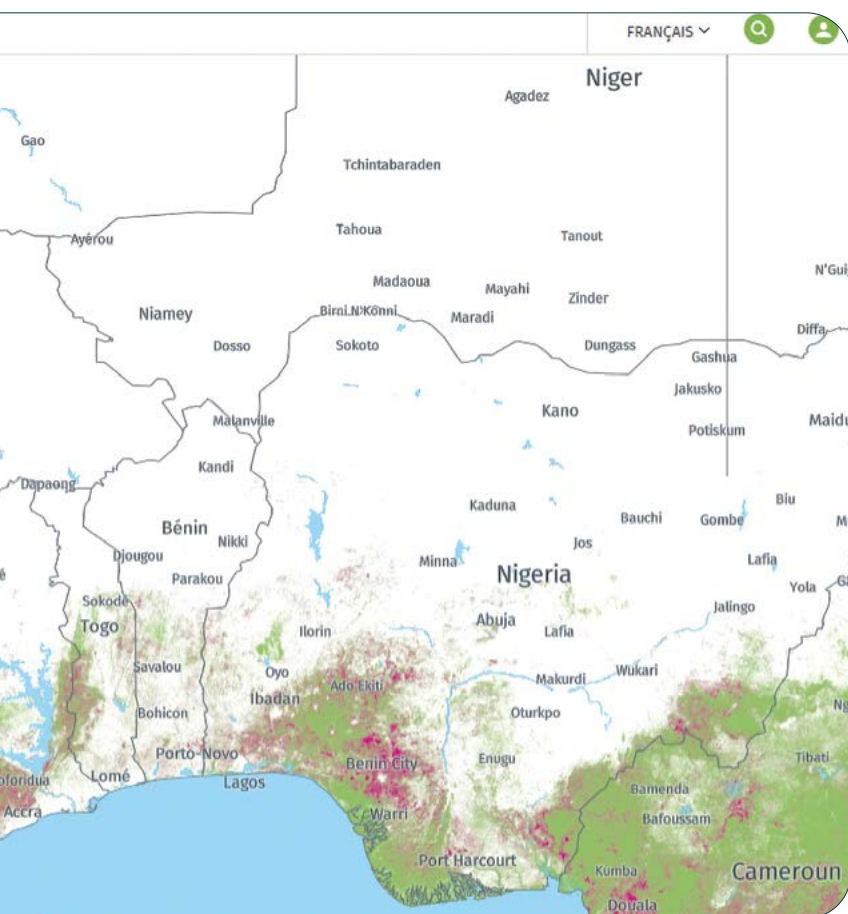 FRANÇAIS
Niger
Agadez
Gao
Tchintabaraden
Tahoua
Tanout
Ayérou
N'Gui
Madaoua
Mayahi
Zinder
Birni N'Konni
Niamey
Maradi
Diffa
Dosso
Sokoto
Dungass
Gashua
Jakusko
Kano
Malanville
Maidu
Potiskum
Kandi
Dapaong
Biu
Kaduna
Bauchi
Gombe
M
Bénin
Nikki
Jos
Djougou
Minna
Lafia
é
Parakou
Nigeria
Yola
Ga
Sokodé
Jalingo
Togo
Abuja
Ilorin
Lafia
Savalou
Oyo
Wukari
Makurdi
Ado Ekiti
Ibadan
Ng
Bohicon
Oturkpo
Porto-Novo
Enugu
Tibati
Benin City
oforidua
Lomé
Lagos
Bamenda
Accra
Warri
Bafoussam
Port Harcourt
Kumba
Cameroun
Douala